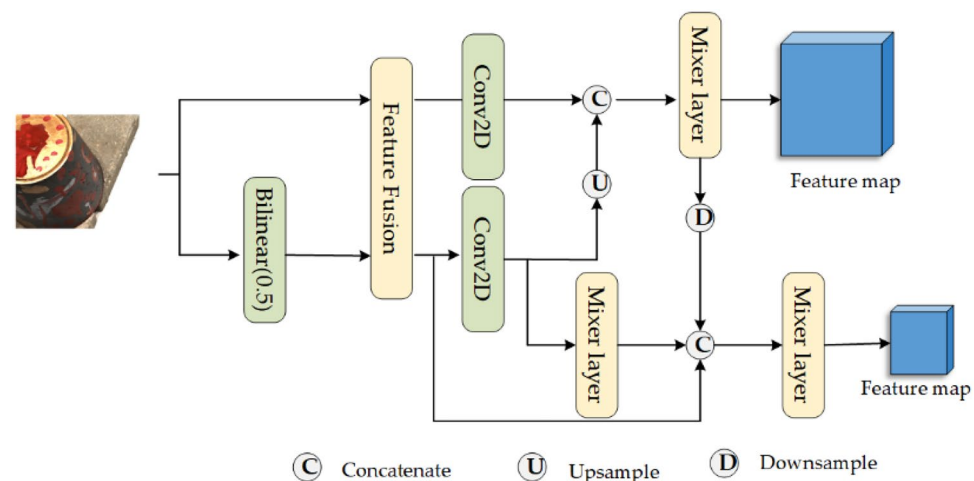 Feature Fusion
Conv2D
C
Mixer layer
Feature map
U
D
Bilinear(0.5)
Conv2D
Mixer layer
C
Mixer layer
Feature map
C Concatenate
U Upsample
D Downsample